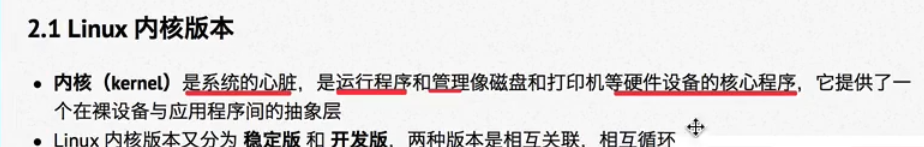 2.1 Linux 内核版本
• 内核（kernel）是系统的心脏，是运行程序和管理像磁盘和打印机等硬件设备的核心程序，它提供了一
个在裸设备与应用程序间的抽象层
• Linux 内核版本又分为 稳定版 和 开发版，两种版本是相互关联，相互循环